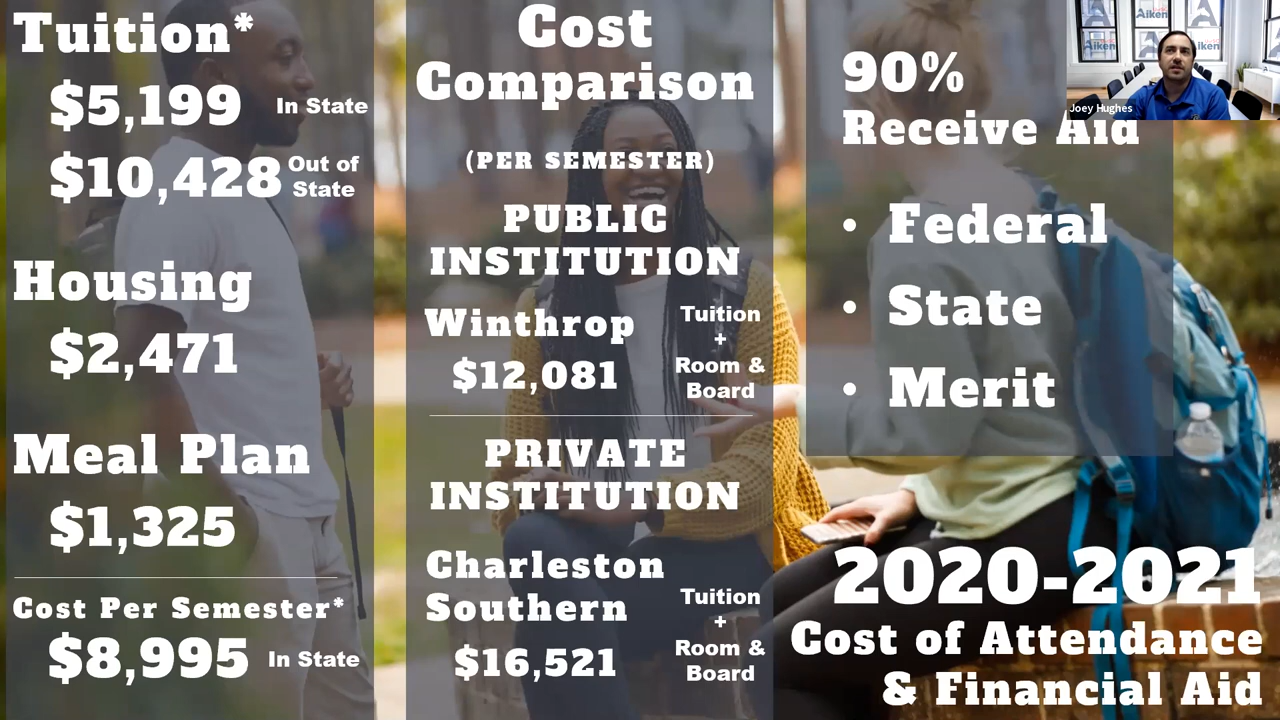 Tuition*
$5,199 In State
$10,428 Out of
State
Housing
$2,471
Meal Plan
$1,325
Cost Per Semester*
$8,995 In State
Cost
Comparison
(PER SEMESTER)
PUBLIC
INSTITUTION
Winthrop
$12,081
Tuition
+
Room &
Board
PRIVATE
INSTITUTION
Charleston
Southern
$16,521
Tuition
+
Room &
Board
90%
Receive Aid
• Federal
• State
• Merit
2020-2021
Cost of Attendance
& Financial Aid
Aiken
Aiken
Aiken
Joey Hughes